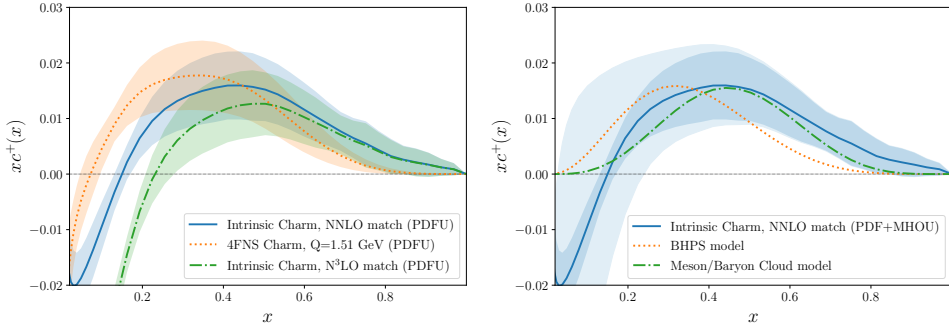 0.03
0.02
0.01
0.00
−0.01
−0.02
xc⁺(x)
0.2
0.4
0.6
0.8
x
Intrinsic Charm, NNLO match (PDFU)
4FNS Charm, Q=1.51 GeV (PDFU)
Intrinsic Charm, N³LO match (PDFU)
0.03
0.02
0.01
0.00
−0.01
−0.02
xc⁺(x)
0.2
0.4
0.6
0.8
x
Intrinsic Charm, NNLO match (PDF+MHOU)
BHPS model
Meson/Baryon Cloud model